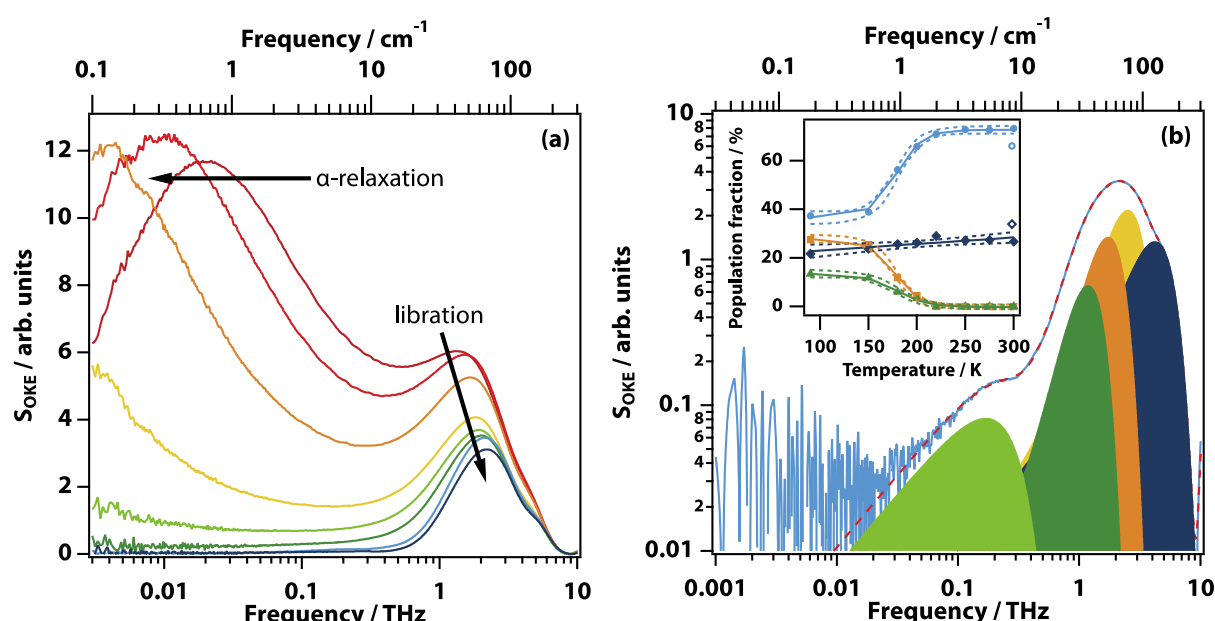 Frequency / cm-1
0.1 1 10 100
(a)
S_OKE / arb. units
12
10
8
6
4
2
0
α-relaxation
libration
0.01 0.1 1 10
Frequency / THz
Frequency / cm-1
0.1 1 10 100
(b)
S_OKE / arb. units
10
8
6
4
2
1
8
6
4
2
0.1
8
6
4
2
0.01
Population fraction / %
60
40
20
0
100 150 200 250 300
Temperature / K
0.001 0.01 0.1 1 10
Frequency / THz